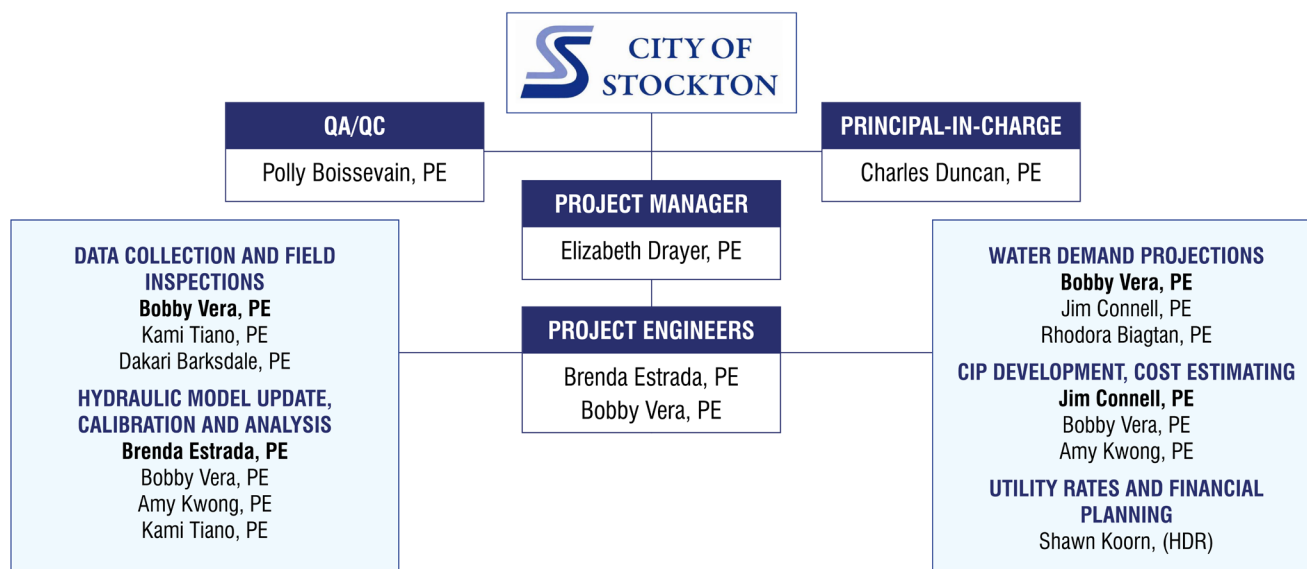 CITY OF
STOCKTON
QA/QC
Polly Boissevain, PE
PRINCIPAL-IN-CHARGE
Charles Duncan, PE
PROJECT MANAGER
Elizabeth Drayer, PE
PROJECT ENGINEERS
Brenda Estrada, PE
Bobby Vera, PE
DATA COLLECTION AND FIELD
INSPECTIONS
Bobby Vera, PE
Kami Tiano, PE
Dakari Barksdale, PE
HYDRAULIC MODEL UPDATE,
CALIBRATION AND ANALYSIS
Brenda Estrada, PE
Bobby Vera, PE
Amy Kwong, PE
Kami Tiano, PE
WATER DEMAND PROJECTIONS
Bobby Vera, PE
Jim Connell, PE
Rhodora Biagtan, PE
CIP DEVELOPMENT, COST ESTIMATING
Jim Connell, PE
Bobby Vera, PE
Amy Kwong, PE
UTILITY RATES AND FINANCIAL
PLANNING
Shawn Koorn, (HDR)